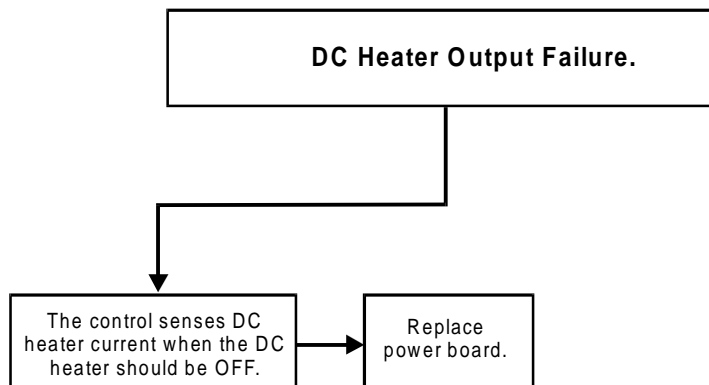 DC Heater Output Failure.
The control senses DC
heater current when the DC
heater should be OFF.
Replace
power board.